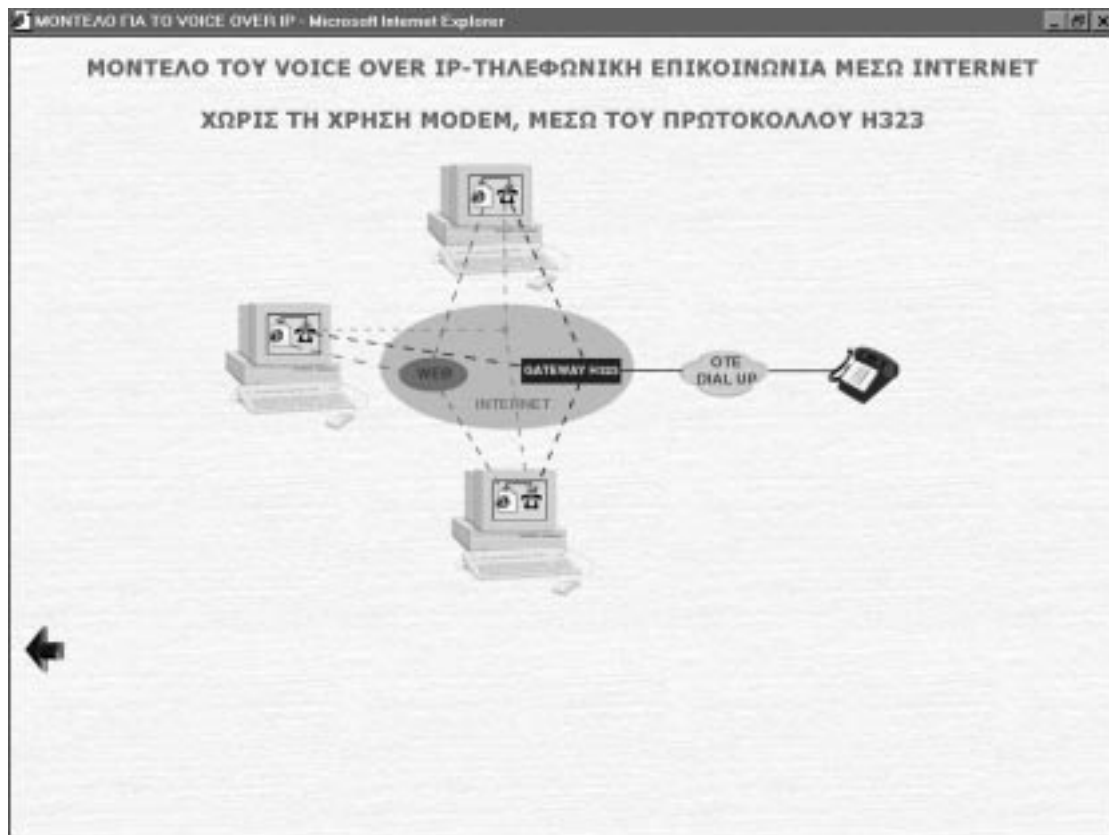 ΜΟΝΤΕΛΟ ΓΙΑ ΤΟ VOICE OVER IP - Microsoft Internet Explorer
ΜΟΝΤΕΛΟ ΤΟΥ VOICE OVER IP-ΤΗΛΕΦΩΝΙΚΗ ΕΠΙΚΟΙΝΩΝΙΑ ΜΕΣΩ INTERNET
ΧΩΡΙΣ ΤΗ ΧΡΗΣΗ MODEM, ΜΕΣΩ ΤΟΥ ΠΡΩΤΟΚΟΛΛΟΥ H323
WEB
GATEWAY H323
INTERNET
OTE
DIAL UP